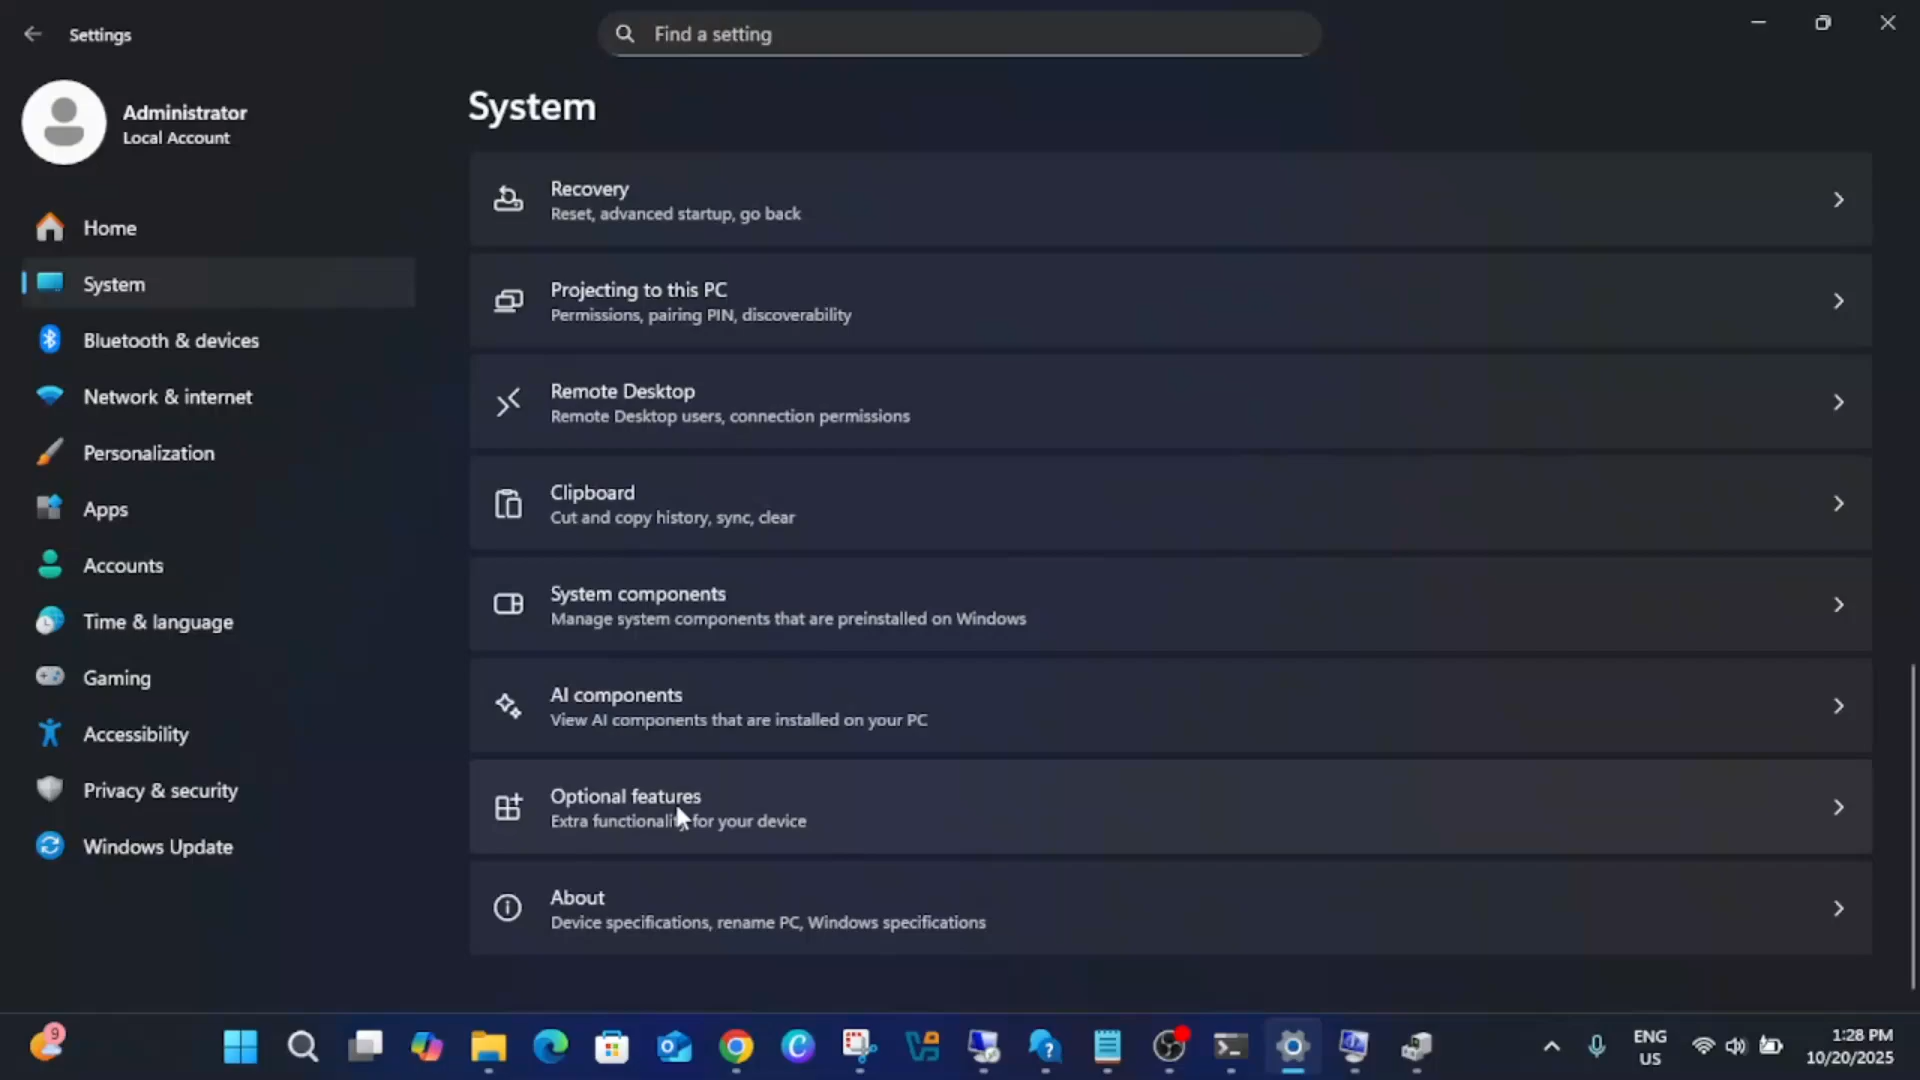 Settings
Find a setting
Administrator
Local Account
Home
System
Bluetooth & devices
Network & internet
Personalization
Apps
Accounts
Time & language
Gaming
Accessibility
Privacy & security
Windows Update
System
Recovery
Reset, advanced startup, go back
Projecting to this PC
Permissions, pairing PIN, discoverability
Remote Desktop
Remote Desktop users, connection permissions
Clipboard
Cut and copy history, sync, clear
System components
Manage system components that are preinstalled on Windows
AI components
View AI components that are installed on your PC
Optional features
Extra functionality for your device
About
Device specifications, rename PC, Windows specifications
9
ENG
US
1:28 PM
10/20/2025